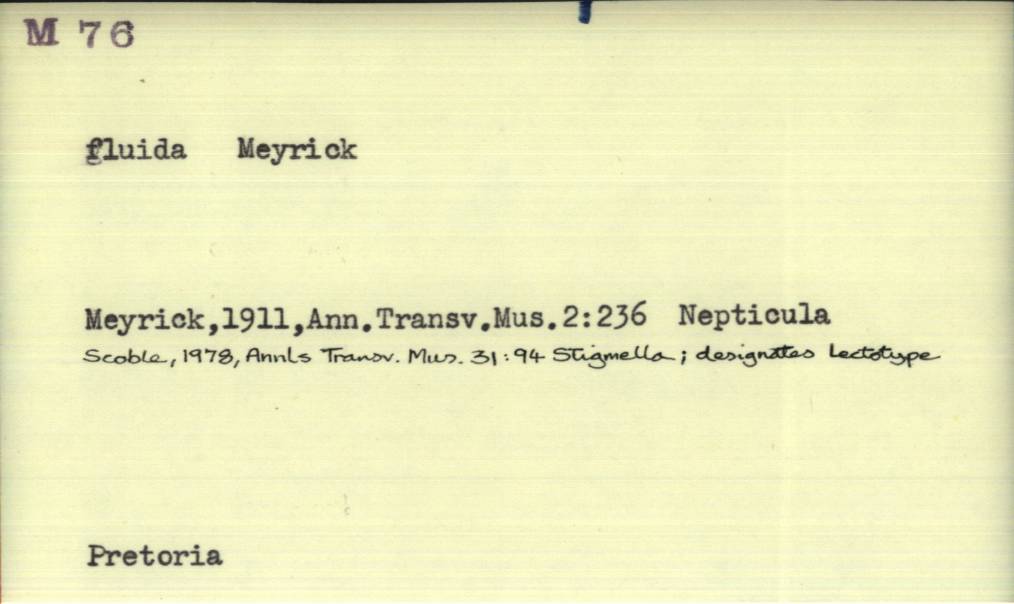 M 76
fluida Meyrick
Meyrick,1911,Ann.Transv.Mus.2:236 Nepticula
Scoble, 1978, Annls Transv. Mus. 31:94 Stigmella; designates lectotype
Pretoria